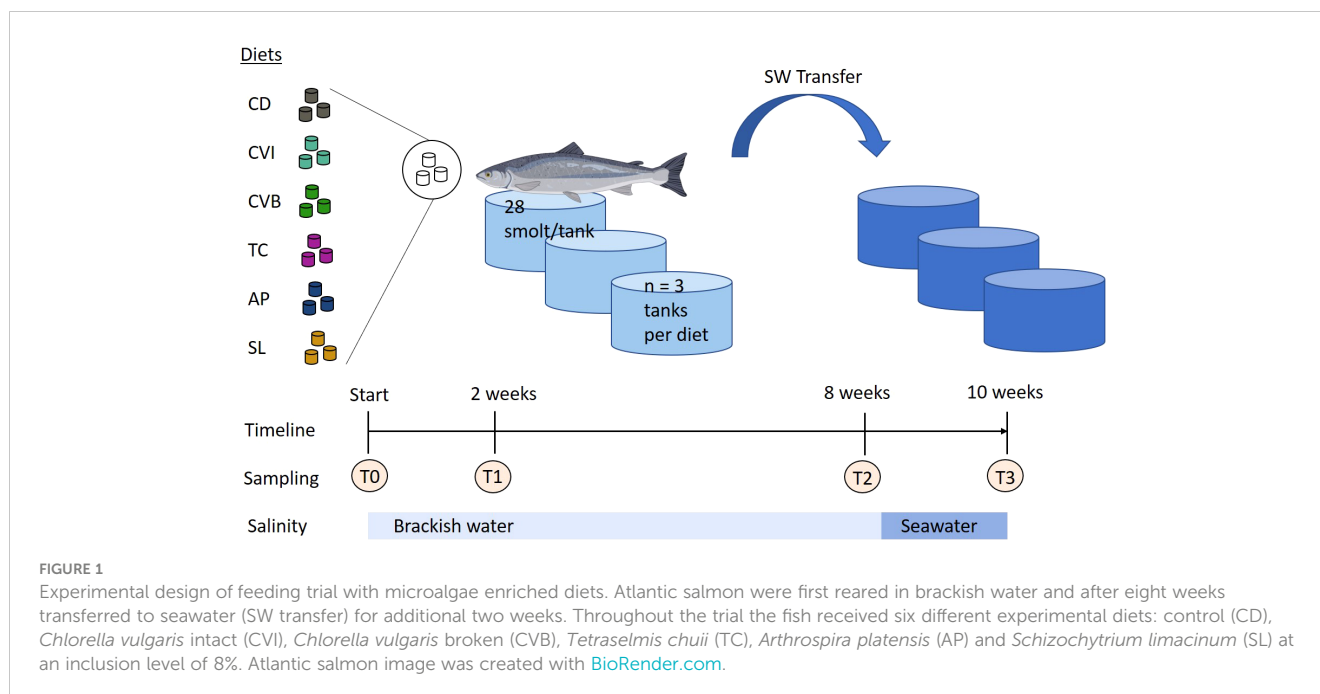 Diets
CD
CVI
CVB
TC
AP
SL
28
smolt/tank
n = 3
tanks
per diet
SW Transfer
Start
2 weeks
8 weeks
10 weeks
Timeline
Sampling
T0
T1
T2
T3
Salinity
Brackish water
Seawater
FIGURE 1
Experimental design of feeding trial with microalgae enriched diets. Atlantic salmon were first reared in brackish water and after eight weeks
transferred to seawater (SW transfer) for additional two weeks. Throughout the trial the fish received six different experimental diets: control (CD),
Chlorella vulgaris intact (CVI), Chlorella vulgaris broken (CVB), Tetraselmis chuii (TC), Arthrospira platensis (AP) and Schizochytrium limacinum (SL) at
an inclusion level of 8%. Atlantic salmon image was created with BioRender.com.